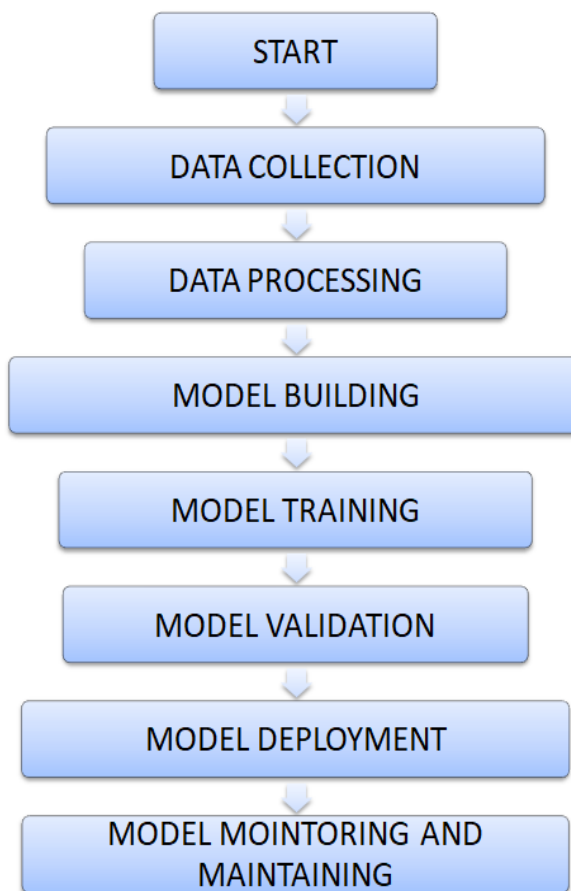 START
DATA COLLECTION
DATA PROCESSING
MODEL BUILDING
MODEL TRAINING
MODEL VALIDATION
MODEL DEPLOYMENT
MODEL MOINTORING AND
MAINTAINING